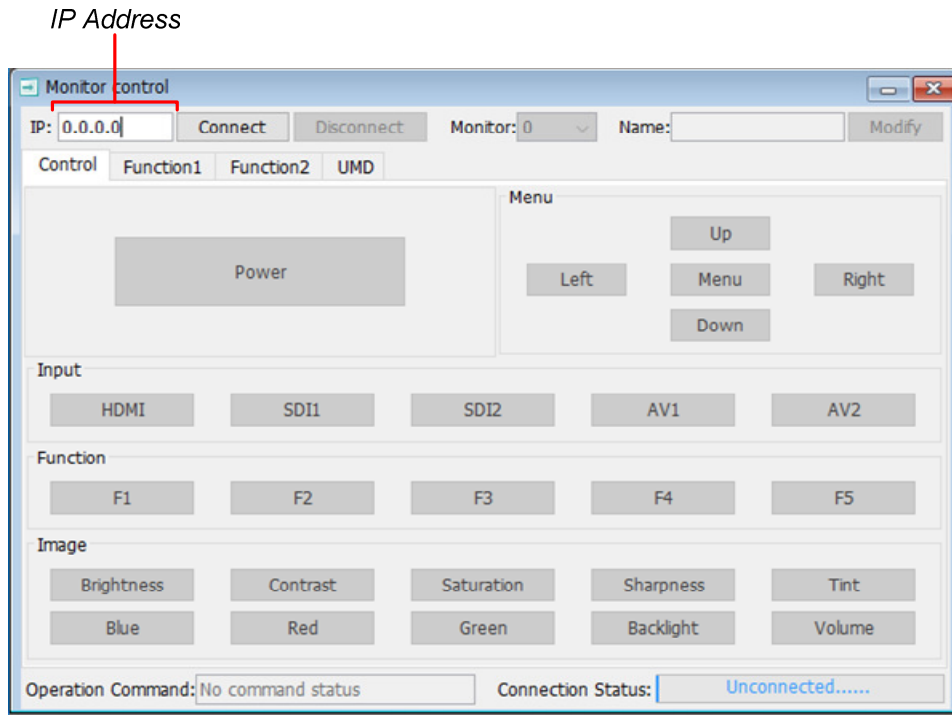 IP Address
Monitor control
IP: 0.0.0.0 Connect Disconnect Monitor: 0 Name: Modify
Control Function1 Function2 UMD
Menu
Power
Up
Left Menu Right
Down
Input
HDMI SDI1 SDI2 AV1 AV2
Function
F1 F2 F3 F4 F5
Image
Brightness Contrast Saturation Sharpness Tint
Blue Red Green Backlight Volume
Operation Command: No command status Connection Status: Unconnected......